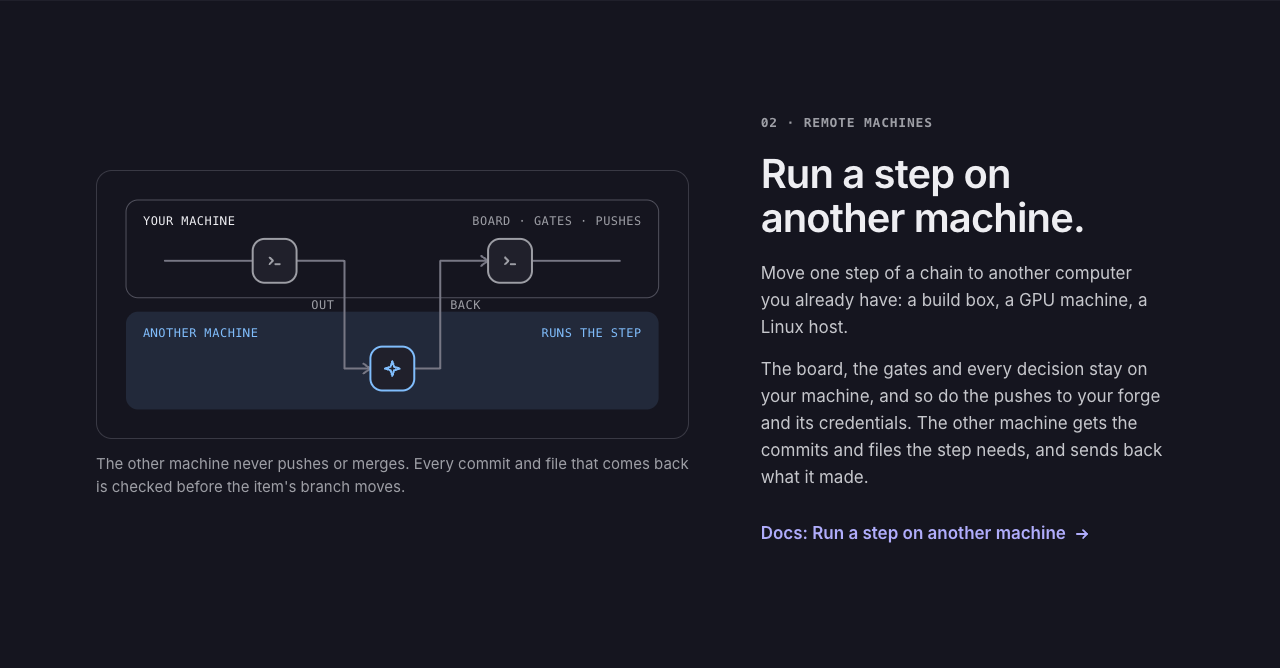 YOUR MACHINE
BOARD · GATES · PUSHES
OUT
BACK
ANOTHER MACHINE
RUNS THE STEP
The other machine never pushes or merges. Every commit and file that comes back
is checked before the item's branch moves.
02 · REMOTE MACHINES
Run a step on
another machine.
Move one step of a chain to another computer
you already have: a build box, a GPU machine, a
Linux host.
The board, the gates and every decision stay on
your machine, and so do the pushes to your forge
and its credentials. The other machine gets the
commits and files the step needs, and sends back
what it made.
Docs: Run a step on another machine →